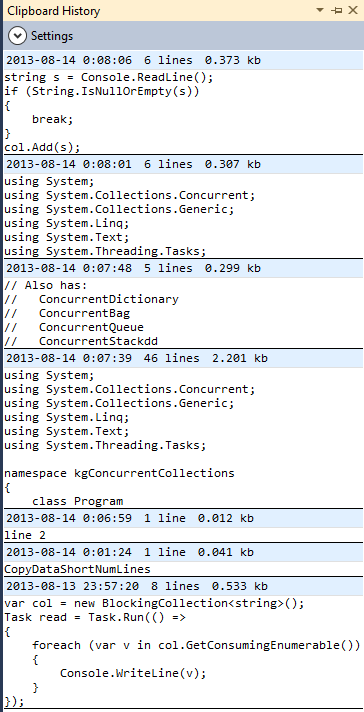 Clipboard History
Settings
2013-08-14 0:08:06 6 lines 0.373 kb
string s = Console.ReadLine();
if (String.IsNullOrEmpty(s))
{
    break;
}
col.Add(s);
2013-08-14 0:08:01 6 lines 0.307 kb
using System;
using System.Collections.Concurrent;
using System.Collections.Generic;
using System.Linq;
using System.Text;
using System.Threading.Tasks;
2013-08-14 0:07:48 5 lines 0.299 kb
// Also has:
//   ConcurrentDictionary
//   ConcurrentBag
//   ConcurrentQueue
//   ConcurrentStackdd
2013-08-14 0:07:39 46 lines 2.201 kb
using System;
using System.Collections.Concurrent;
using System.Collections.Generic;
using System.Linq;
using System.Text;
using System.Threading.Tasks;

namespace kgConcurrentCollections
{
    class Program
2013-08-14 0:06:59 1 line 0.012 kb
line 2
2013-08-14 0:01:24 1 line 0.041 kb
CopyDataShortNumLines
2013-08-13 23:57:20 8 lines 0.533 kb
var col = new BlockingCollection<string>();
Task read = Task.Run(() =>
{
    foreach (var v in col.GetConsumingEnumerable())
    {
        Console.WriteLine(v);
    }
});